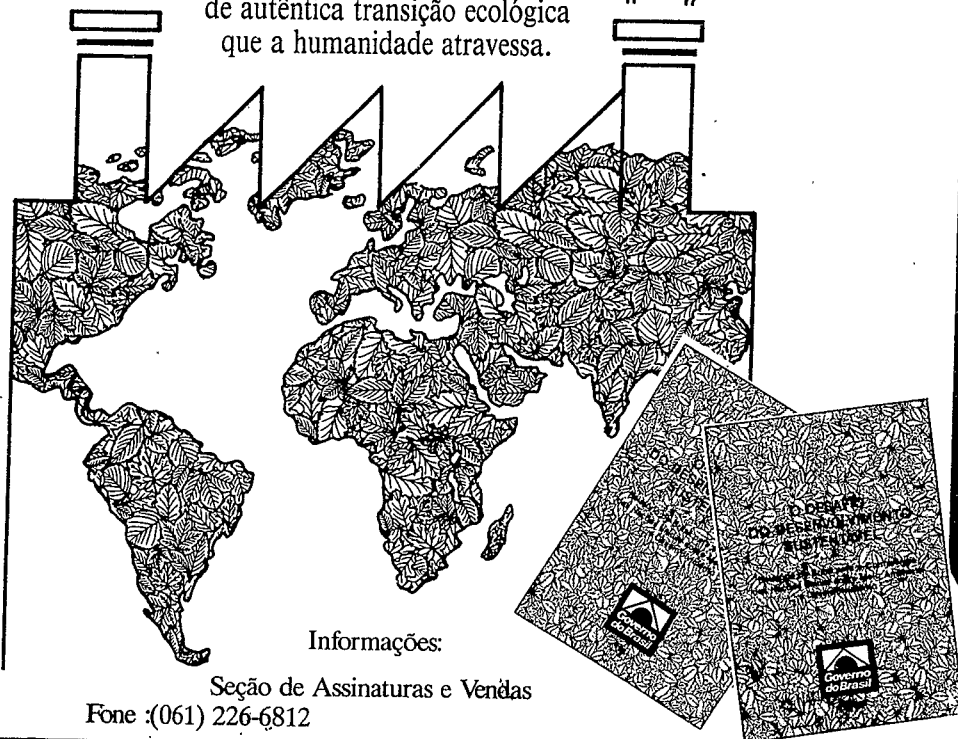 de autêntica transição ecológica
que a humanidade atravessa.
O DESAFIO
DO DESENVOLVIMENTO
SUSTENTÁVEL
Governo
do Brasil
Governo
do Brasil
Informações:
Seção de Assinaturas e Vendas
Fone :(061) 226-6812